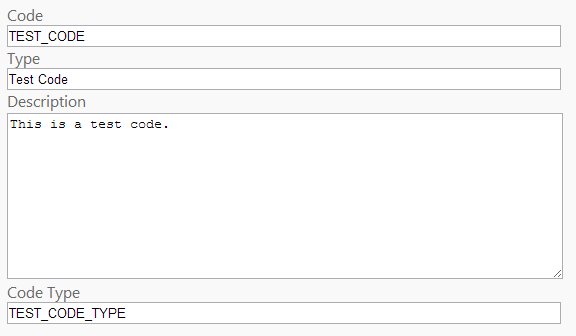 Code
TEST_CODE
Type
Test Code
Description
This is a test code.
Code Type
TEST_CODE_TYPE